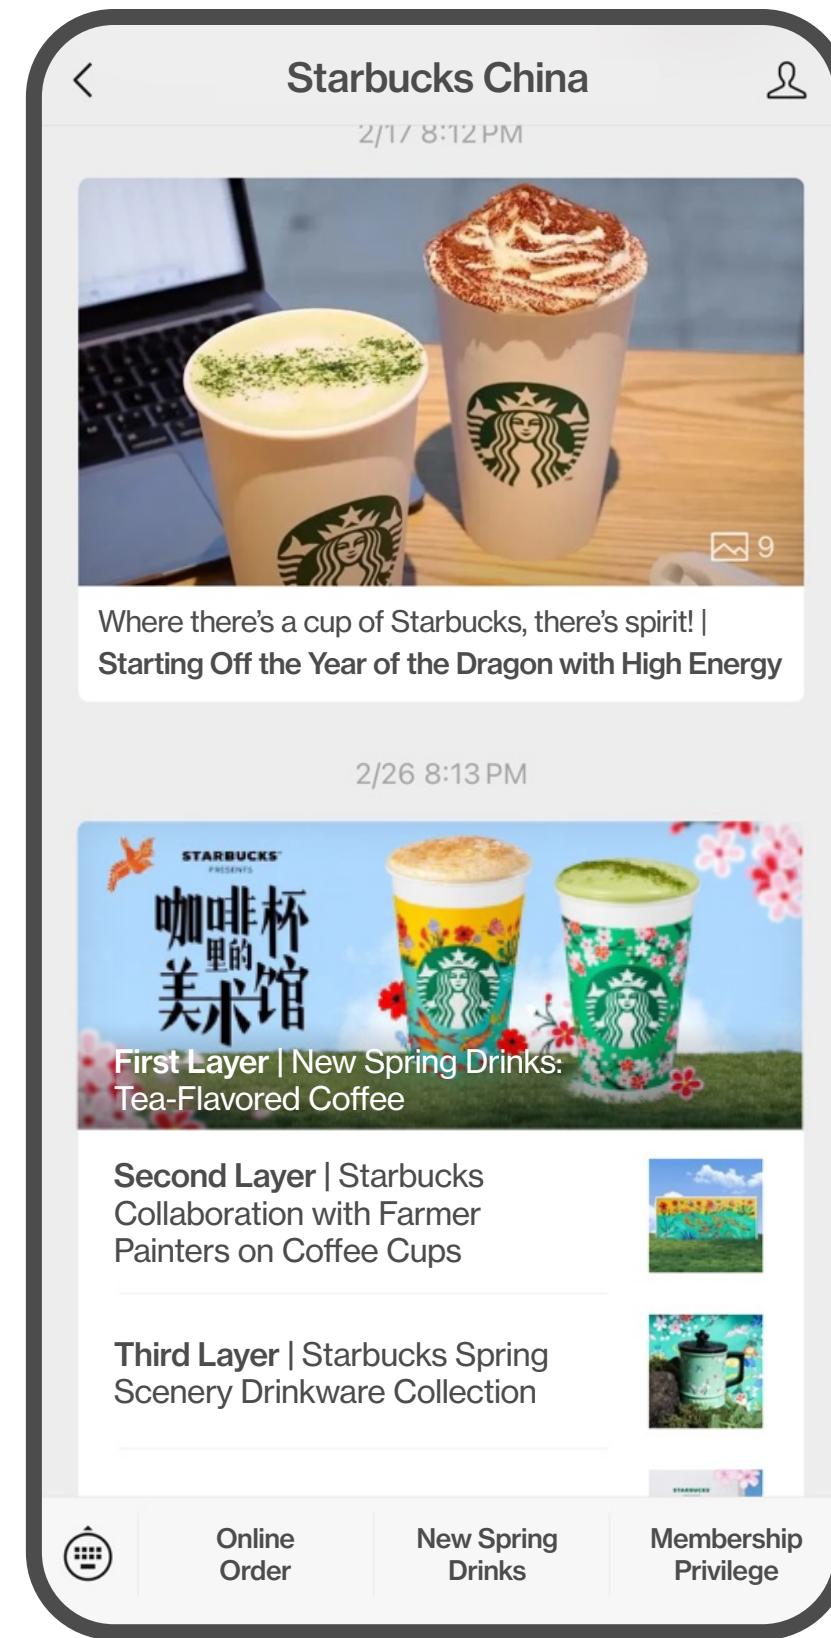 Starbucks China
2/17 8:12 PM
9
Where there's a cup of Starbucks, there's spirit! |
Starting Off the Year of the Dragon with High Energy
2/26 8:13 PM
STARBUCKS
PRESENTS
咖啡杯
里的
美术馆
First Layer | New Spring Drinks:
Tea-Flavored Coffee
Second Layer | Starbucks
Collaboration with Farmer
Painters on Coffee Cups
Third Layer | Starbucks Spring
Scenery Drinkware Collection
STARBUCKS
Online
Order
New Spring
Drinks
Membership
Privilege